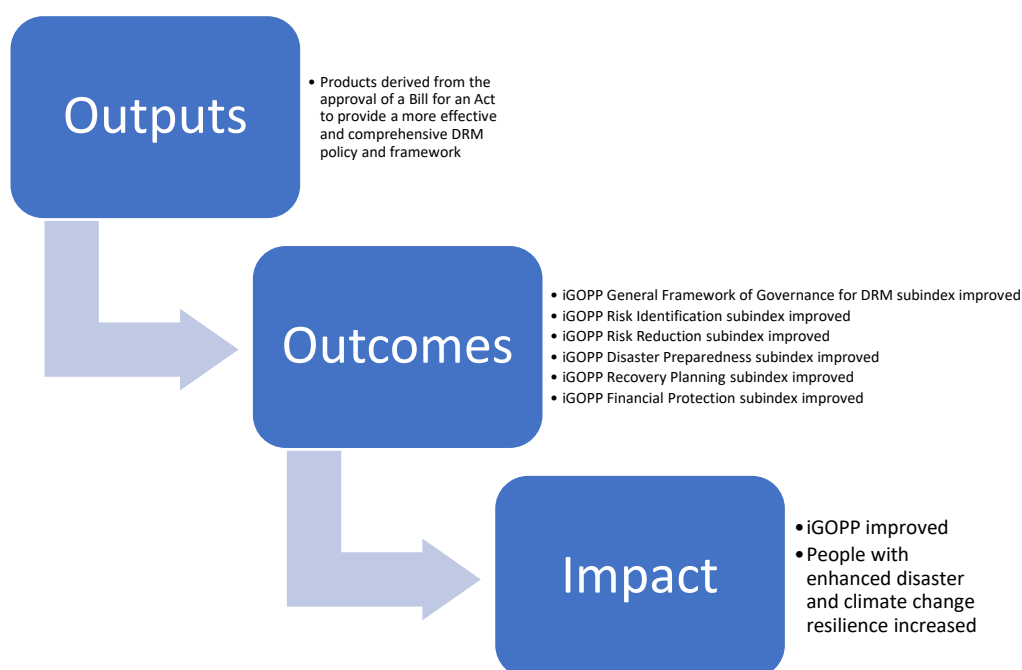 Outputs
• Products derived from the
approval of a Bill for an Act
to provide a more effective
and comprehensive DRM
policy and framework
Outcomes
• iGOPP General Framework of Governance for DRM subindex improved
• iGOPP Risk Identification subindex improved
• iGOPP Risk Reduction subindex improved
• iGOPP Disaster Preparedness subindex improved
• iGOPP Recovery Planning subindex improved
• iGOPP Financial Protection subindex improved
Impact
•iGOPP improved
•People with
enhanced disaster
and climate change
resilience increased